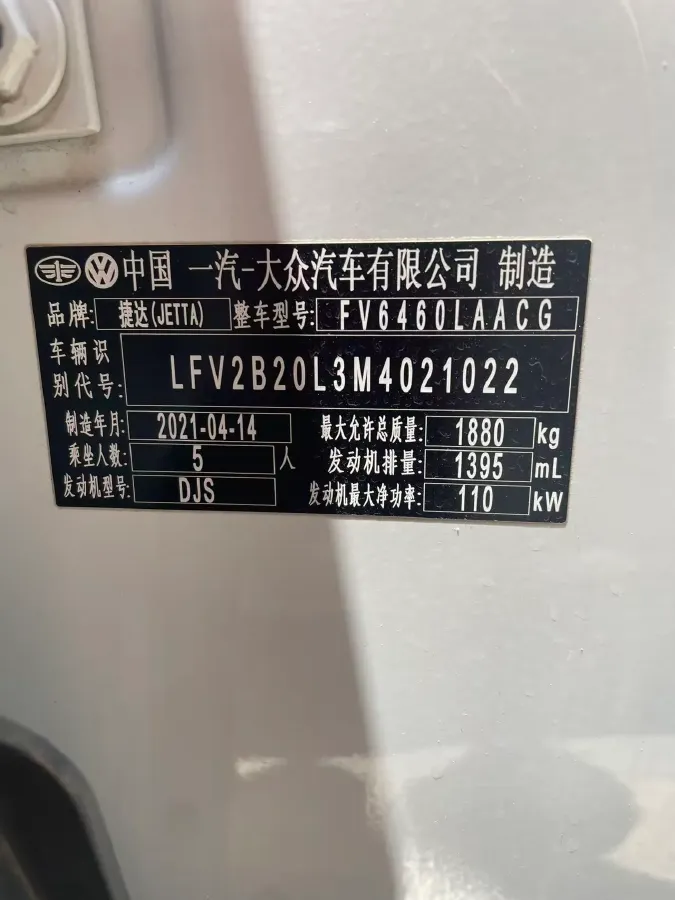 中国 一汽-大众汽车有限公司 制造
品牌: 捷达(JETTA) 整车型号: FV6460LAACG
车辆识别代号: LFV2B20L3M4021022
制造年月: 2021-04-14 最大允许总质量: 1880 kg
乘坐人数: 5 人 发动机排量: 1395 mL
发动机型号: DJS 发动机最大净功率: 110 kW